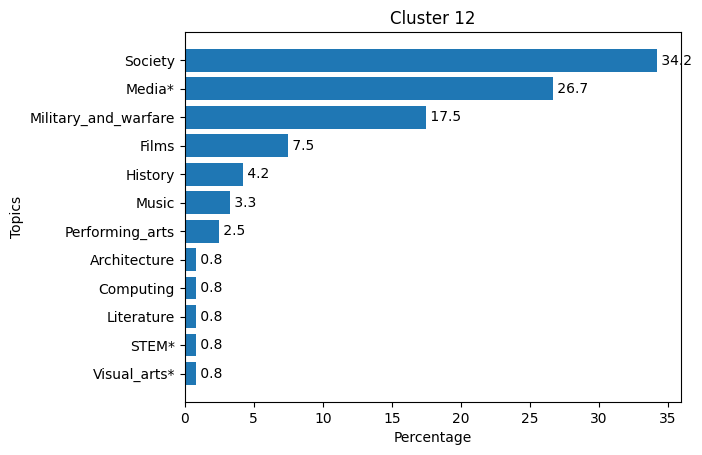 Cluster 12
Society 34.2
Media* 26.7
Military_and_warfare 17.5
Films 7.5
History 4.2
Music 3.3
Performing_arts 2.5
Architecture 0.8
Computing 0.8
Literature 0.8
STEM* 0.8
Visual_arts* 0.8
0 5 10 15 20 25 30 35
Percentage
Topics